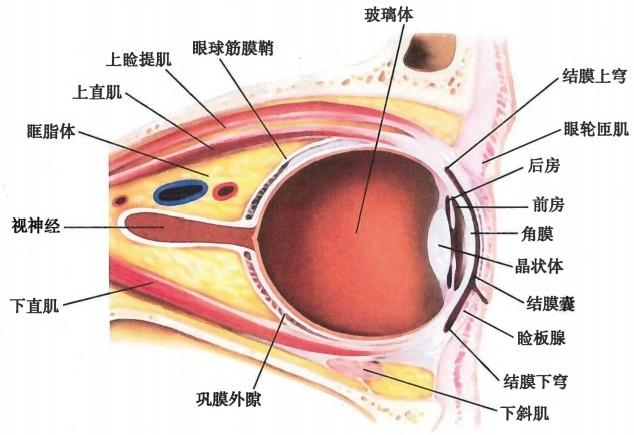 玻璃体
眼球筋膜鞘
上睑提肌
上直肌
眶脂体
视神经
下直肌
巩膜外隙
结膜上穹
眼轮匝肌
后房
前房
角膜
晶状体
结膜囊
睑板腺
结膜下穹
下斜肌